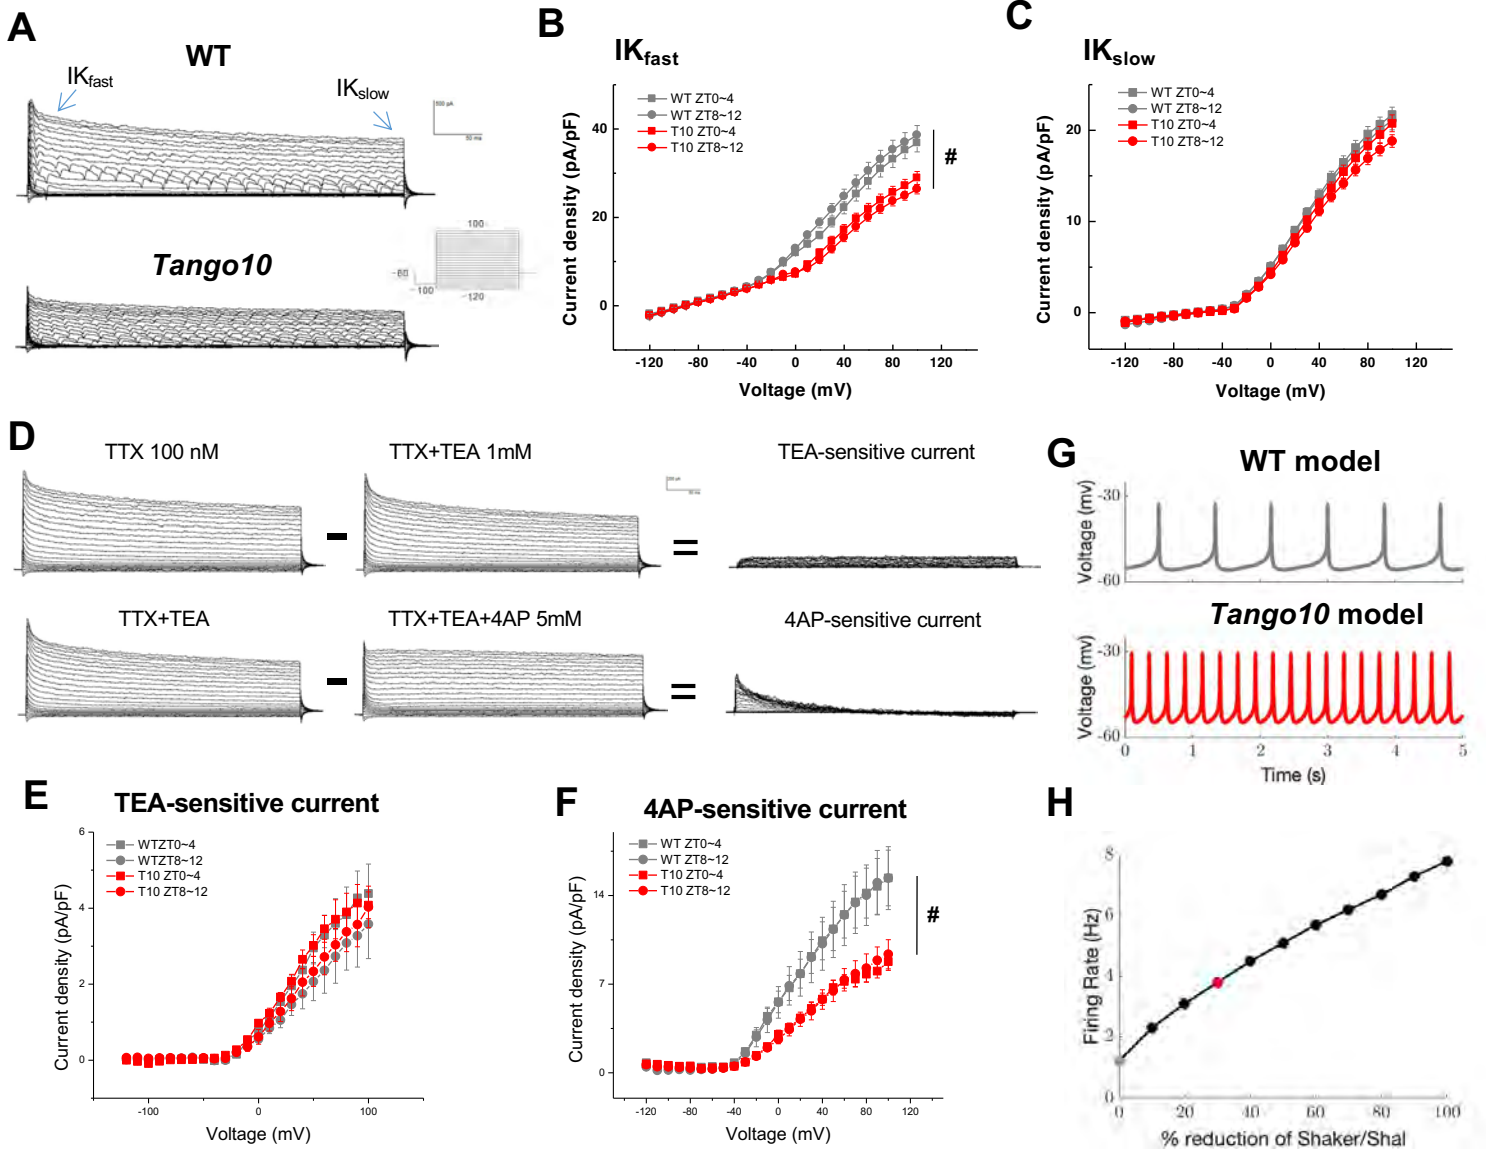 A
WT
IKfast
IKslow
500 pA
50 ms
Tango10
100
-80
-100
-120
B
IKfast
WT ZT0~4
WT ZT8~12
T10 ZT0~4
T10 ZT8~12
#
Current density (pA/pF)
40
20
0
-120
-80
-40
0
40
80
120
Voltage (mV)
C
IKslow
WT ZT0~4
WT ZT8~12
T10 ZT0~4
T10 ZT8~12
Current density (pA/pF)
20
10
0
-120
-80
-40
0
40
80
120
Voltage (mV)
D
TTX 100 nM
TTX+TEA 1mM
TEA-sensitive current
-
=
50 ms
TTX+TEA
TTX+TEA+4AP 5mM
4AP-sensitive current
-
=
E
TEA-sensitive current
WTZT0~4
WTZT8~12
T10 ZT0~4
T10 ZT8~12
Current density (pA/pF)
6
4
2
0
-100
0
100
Voltage (mV)
F
4AP-sensitive current
WT ZT0~4
WT ZT8~12
T10 ZT0~4
T10 ZT8~12
#
Current density (pA/pF)
14
7
0
-120
-80
-40
0
40
80
120
Voltage (mV)
G
WT model
Voltage (mv)
-30
-60
Tango10 model
Voltage (mv)
-30
-60
0
1
2
3
4
5
Time (s)
H
Firing Rate (Hz)
8
6
4
2
0
0
20
40
60
80
100
% reduction of Shaker/Shal